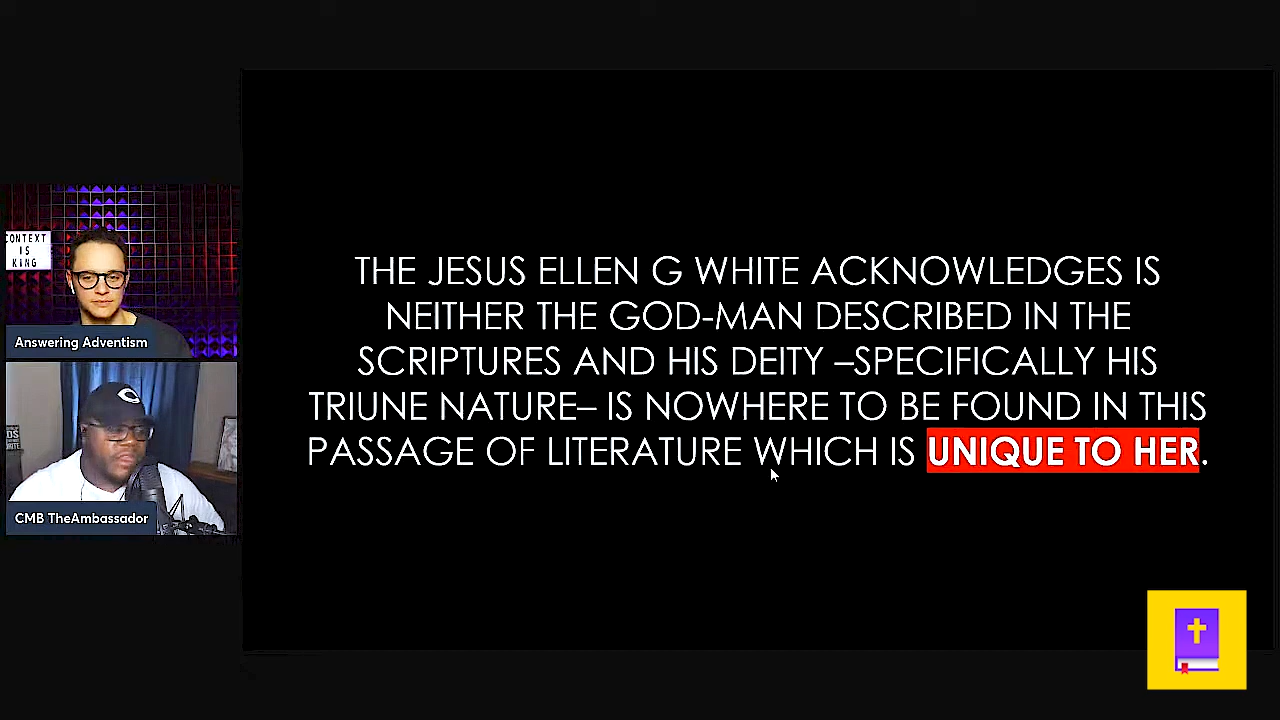 CONTEXT
IS
KING
Answering Adventism
CMB TheAmbassador
THE JESUS ELLEN G WHITE ACKNOWLEDGES IS
NEITHER THE GOD-MAN DESCRIBED IN THE
SCRIPTURES AND HIS DEITY –SPECIFICALLY HIS
TRIUNE NATURE– IS NOWHERE TO BE FOUND IN THIS
PASSAGE OF LITERATURE WHICH IS UNIQUE TO HER.